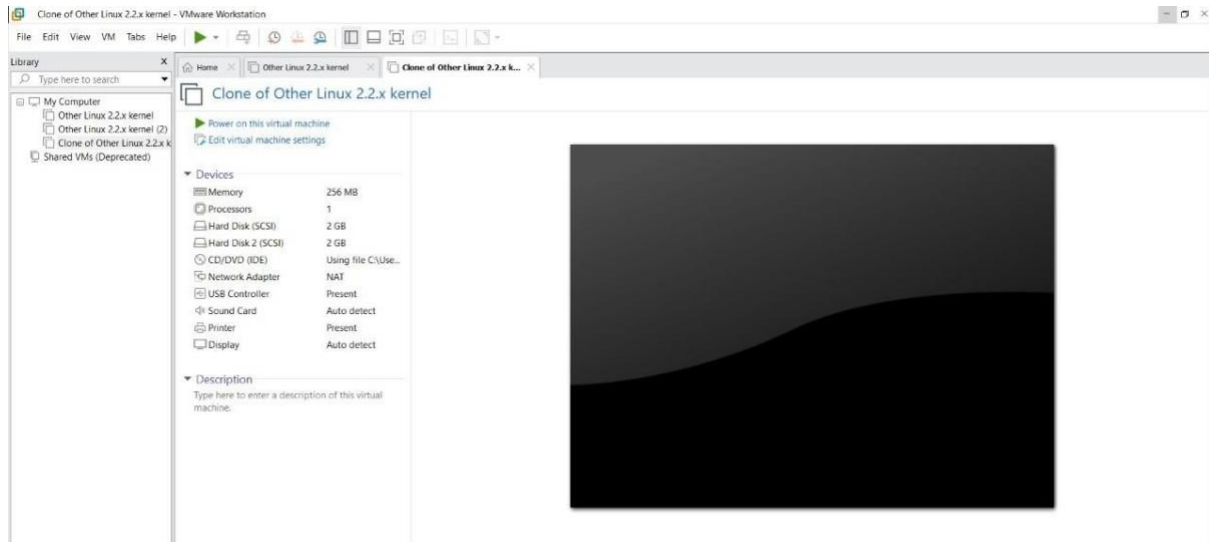 Clone of Other Linux 2.2.x kernel - VMware Workstation
File Edit View VM Tabs Help
Library X
Home Other Linux 2.2.x kernel Clone of Other Linux 2.2.x k...
Type here to search
Clone of Other Linux 2.2.x kernel
My Computer
Other Linux 2.2.x kernel
Other Linux 2.2.x kernel (2)
Clone of Other Linux 2.2.x k
Shared VMs (Deprecated)
Power on this virtual machine
Edit virtual machine settings
Devices
Memory 256 MB
Processors 1
Hard Disk (SCSI) 2 GB
Hard Disk 2 (SCSI) 2 GB
CD/DVD (IDE) Using file C:\Use...
Network Adapter NAT
USB Controller Present
Sound Card Auto detect
Printer Present
Display Auto detect
Description
Type here to enter a description of this virtual
machine.